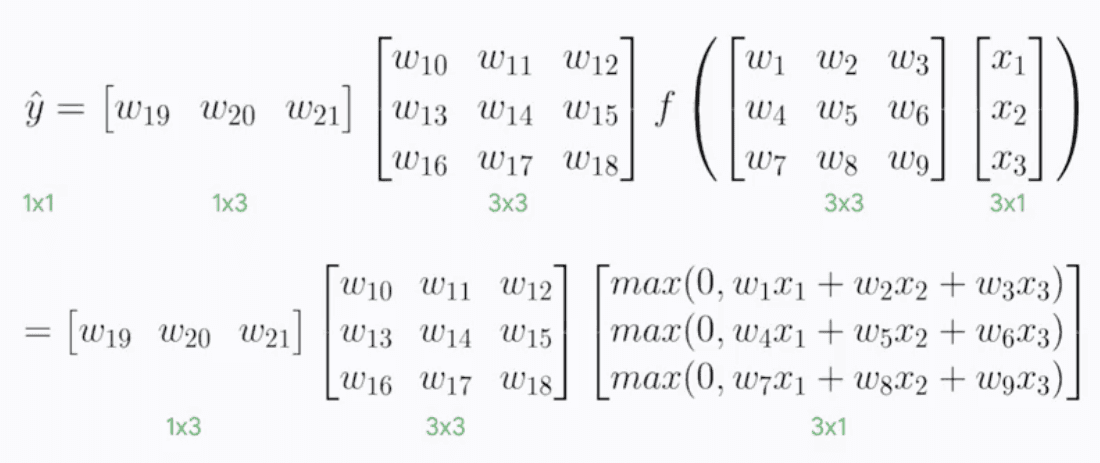 ŷ = [w₁₉ w₂₀ w₂₁] [w₁₀ w₁₁ w₁₂; w₁₃ w₁₄ w₁₅; w₁₆ w₁₇ w₁₈] f ([w₁ w₂ w₃; w₄ w₅ w₆; w₇ w₈ w₉] [x₁; x₂; x₃])
1x1 1x3 3x3 3x3 3x1
= [w₁₉ w₂₀ w₂₁] [w₁₀ w₁₁ w₁₂; w₁₃ w₁₄ w₁₅; w₁₆ w₁₇ w₁₈] [max(0, w₁x₁ + w₂x₂ + w₃x₃); max(0, w₄x₁ + w₅x₂ + w₆x₃); max(0, w₇x₁ + w₈x₂ + w₉x₃)]
1x3 3x3 3x1